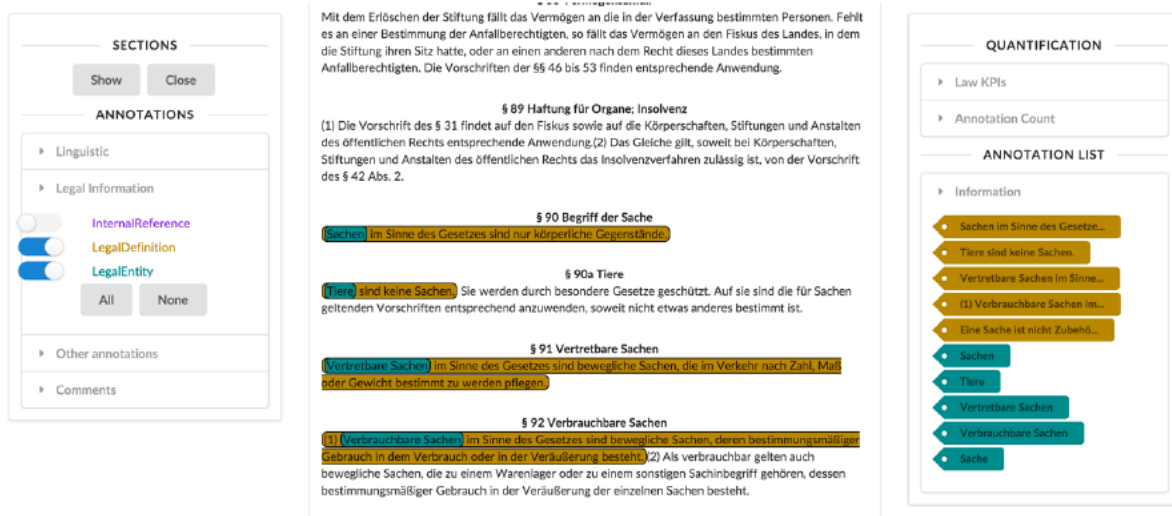 SECTIONS
Show
Close
ANNOTATIONS
Linguistic
Legal Information
InternalReference
LegalDefinition
LegalEntity
All
None
Other annotations
Comments
Mit dem Erlöschen der Stiftung fällt das Vermögen an die in der Verfassung bestimmten Personen. Fehlt
es an einer Bestimmung der Anfallberechtigten, so fällt das Vermögen an den Fiskus des Landes, in dem
die Stiftung ihren Sitz hatte, oder an einen anderen nach dem Recht dieses Landes bestimmten
Anfallberechtigten. Die Vorschriften der §§ 46 bis 53 finden entsprechende Anwendung.
§ 89 Haftung für Organe; Insolvenz
(1) Die Vorschrift des § 31 findet auf den Fiskus sowie auf die Körperschaften, Stiftungen und Anstalten
des öffentlichen Rechts entsprechende Anwendung.(2) Das Gleiche gilt, soweit bei Körperschaften,
Stiftungen und Anstalten des öffentlichen Rechts das Insolvenzverfahren zulässig ist, von der Vorschrift
des § 42 Abs. 2.
§ 90 Begriff der Sache
Sachen im Sinne des Gesetzes sind nur körperliche Gegenstände.
§ 90a Tiere
Tiere sind keine Sachen. Sie werden durch besondere Gesetze geschützt. Auf sie sind die für Sachen
geltenden Vorschriften entsprechend anzuwenden, soweit nicht etwas anderes bestimmt ist.
§ 91 Vertretbare Sachen
Vertretbare Sachen im Sinne des Gesetzes sind bewegliche Sachen, die im Verkehr nach Zahl, Maß
oder Gewicht bestimmt zu werden pflegen.
§ 92 Verbrauchbare Sachen
(1) Verbrauchbare Sachen im Sinne des Gesetzes sind bewegliche Sachen, deren bestimmungsmäßiger
Gebrauch in dem Verbrauch oder in der Veräußerung besteht.(2) Als verbrauchbar gelten auch
bewegliche Sachen, die zu einem Warenlager oder zu einem sonstigen Sachinbegriff gehören, dessen
bestimmungsmäßiger Gebrauch in der Veräußerung der einzelnen Sachen besteht.
QUANTIFICATION
Law KPIs
Annotation Count
ANNOTATION LIST
Information
Sachen im Sinne des Gesetze...
Tiere sind keine Sachen.
Vertretbare Sachen im Sinne...
(1) Verbrauchbare Sachen im...
Eine Sache ist nicht Zubehö...
Sachen
Tiere
Vertretbare Sachen
Verbrauchbare Sachen
Sache